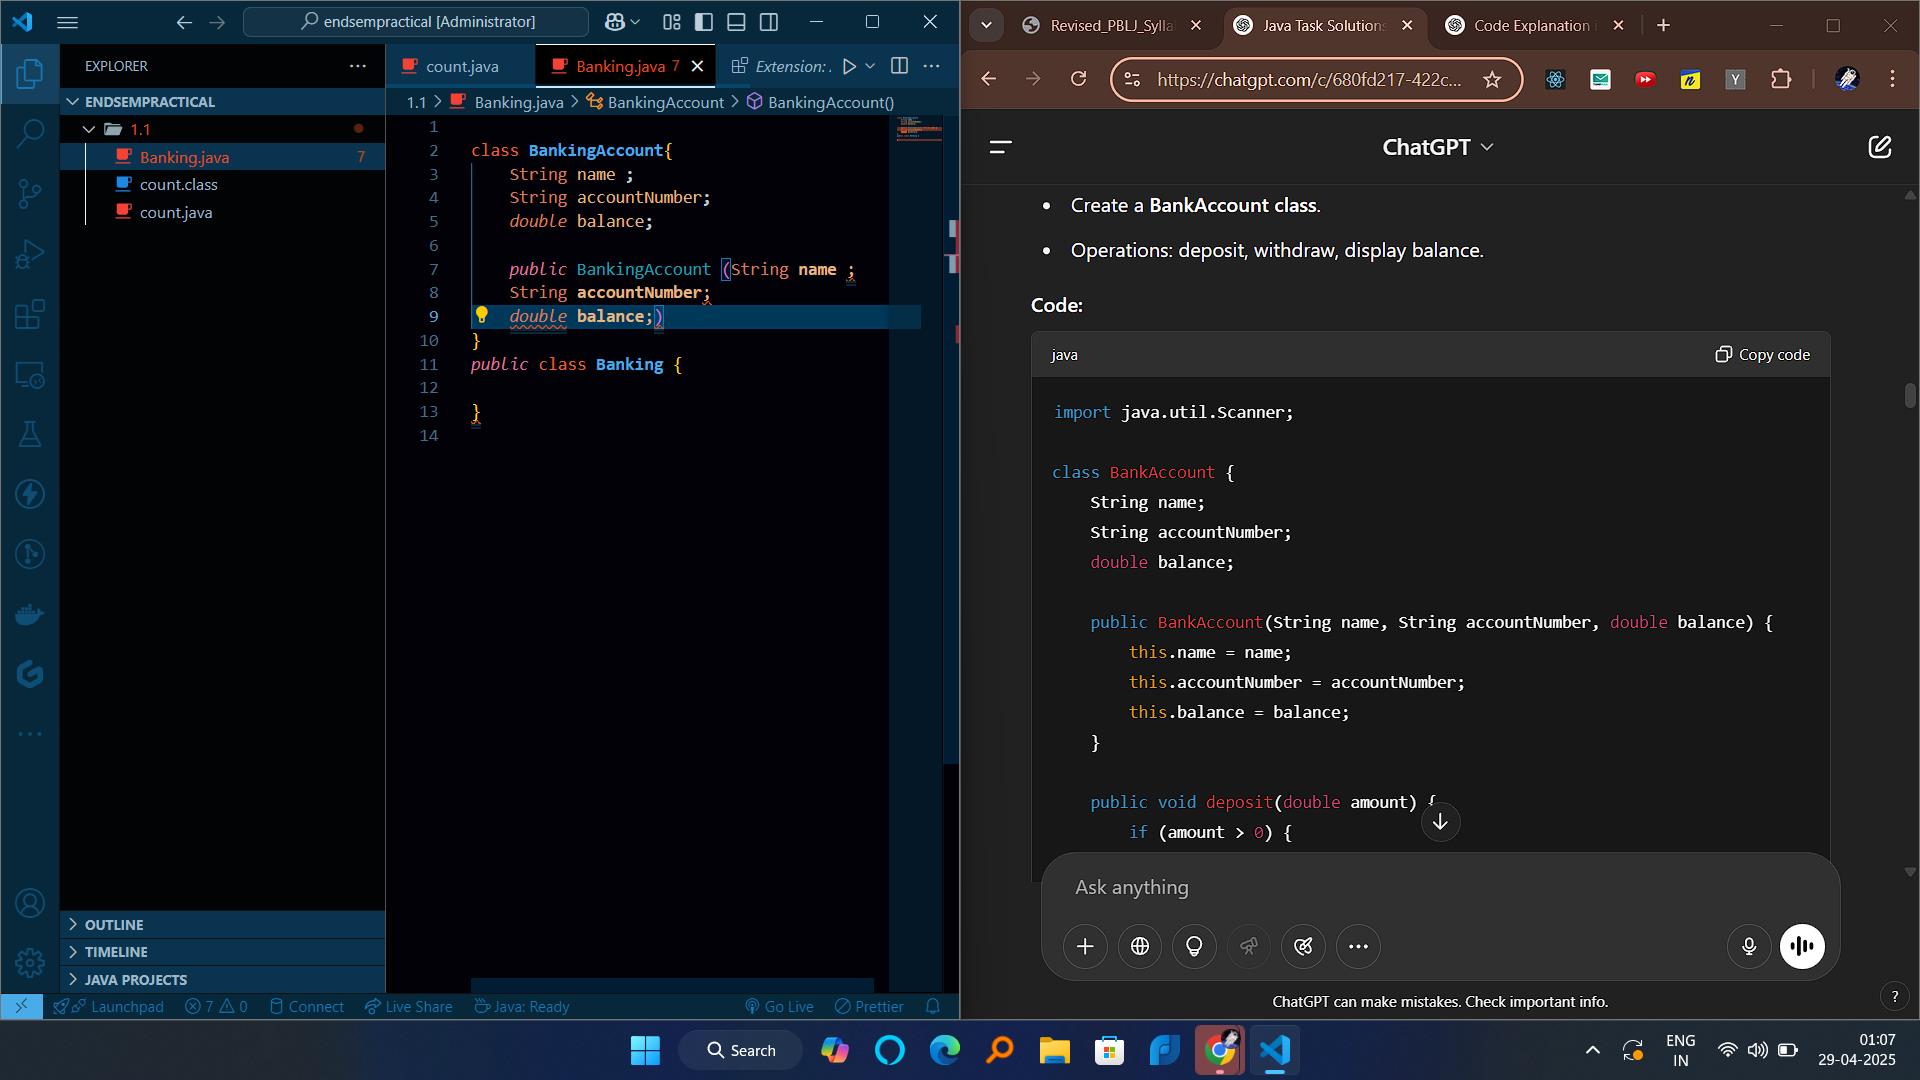 endsempractical [Administrator]
EXPLORER
ENDSEMPRACTICAL
1.1
Banking.java 7
count.class
count.java
OUTLINE
TIMELINE
JAVA PROJECTS
count.java
Banking.java 7
Extension:
1.1 > Banking.java > BankingAccount > BankingAccount()
1
2 class BankingAccount{
3 String name ;
4 String accountNumber;
5 double balance;
6
7 public BankingAccount (String name ;
8 String accountNumber;
9 double balance;)
10 }
11 public class Banking {
12
13 }
14
Launchpad 7 0 Connect Live Share Java: Ready Go Live Prettier
Revised_PBLJ_Sylla
Java Task Solutions
Code Explanation
https://chatgpt.com/c/680fd217-422c...
ChatGPT
• Create a BankAccount class.
• Operations: deposit, withdraw, display balance.
Code:
java Copy code
import java.util.Scanner;
class BankAccount {
String name;
String accountNumber;
double balance;
public BankAccount(String name, String accountNumber, double balance) {
this.name = name;
this.accountNumber = accountNumber;
this.balance = balance;
}
public void deposit(double amount) {
if (amount > 0) {
Ask anything
ChatGPT can make mistakes. Check important info.
?
Search
ENG
IN
01:07
29-04-2025